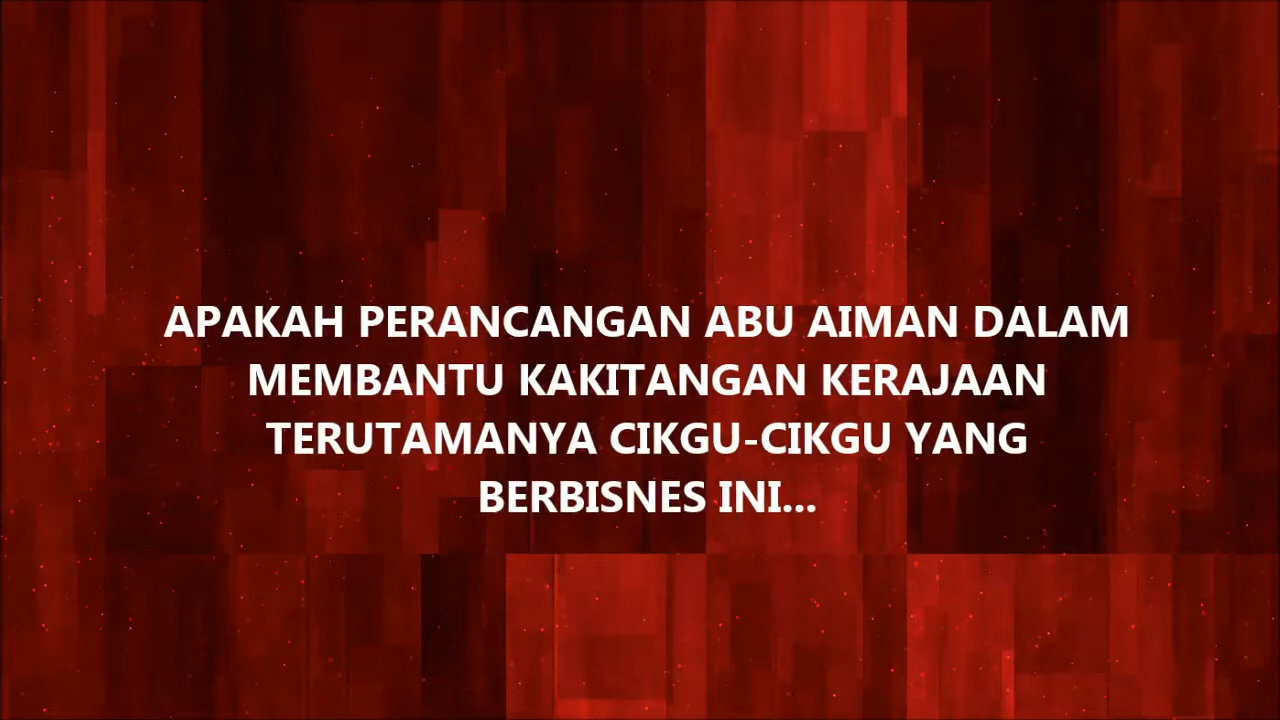 APAKAH PERANCANGAN ABU AIMAN DALAM
MEMBANTU KAKITANGAN KERAJAAN
TERUTAMANYA CIKGU-CIKGU YANG
BERBISNES INI...